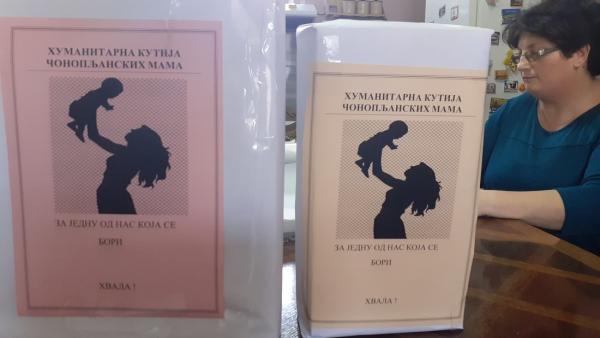 ХУМАНИТАРНА КУТИЈА
ЧОНОПЉАНСКИХ МАМА
ЗА ЈЕДНУ ОД НАС КОЈА СЕ
БОРИ
ХВАЛА !
ХУМАНИТАРНА КУТИЈА
ЧОНОПЉАНСКИХ МАМА
ЗА ЈЕДНУ ОД НАС КОЈА СЕ
БОРИ
ХВАЛА !